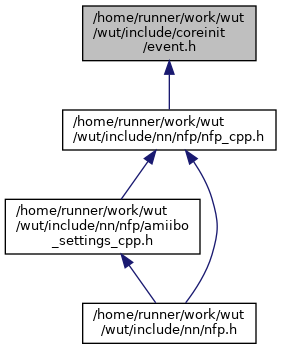 /home/runner/work/wut
/wut/include/coreinit
/event.h
/home/runner/work/wut
/wut/include/nn/nfp/nfp_cpp.h
/home/runner/work/wut
/wut/include/nn/nfp/amiibo
_settings_cpp.h
/home/runner/work/wut
/wut/include/nn/nfp.h